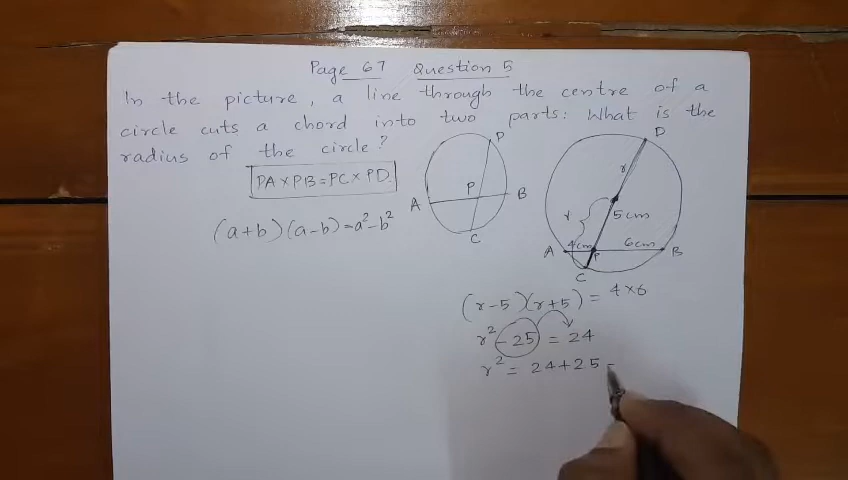 Page 67 Question 5
In the picture, a line through the centre of a
circle cuts a chord into two parts: What is the
radius of the circle?
PA×PB=PC×PD
(a+b)(a-b)=a²-b²
D
P
A
B
C
D
r
r
5cm
4cm
6cm
A
P
B
C
(r-5)(r+5) = 4×6
r² - 25 = 24
r² = 24+25